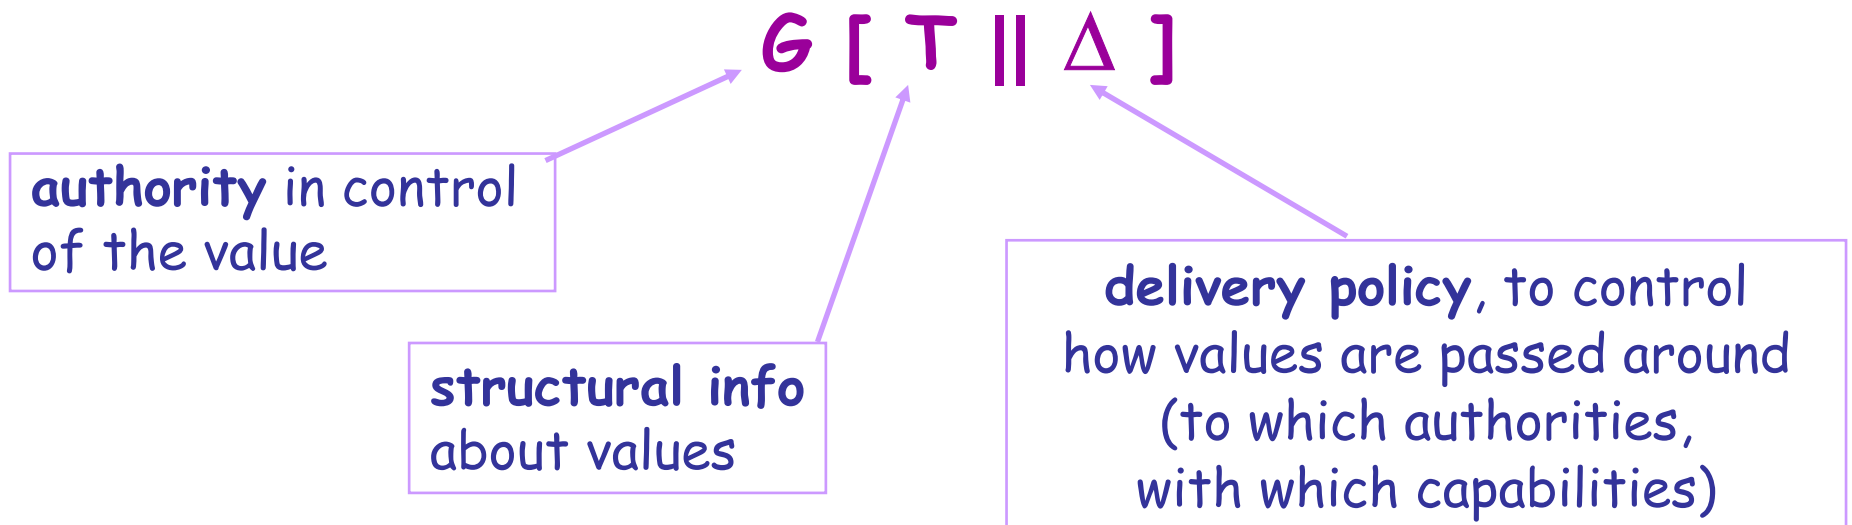 G [ T || Δ ]
authority in control
of the value
structural info
about values
delivery policy, to control
how values are passed around
(to which authorities,
with which capabilities)